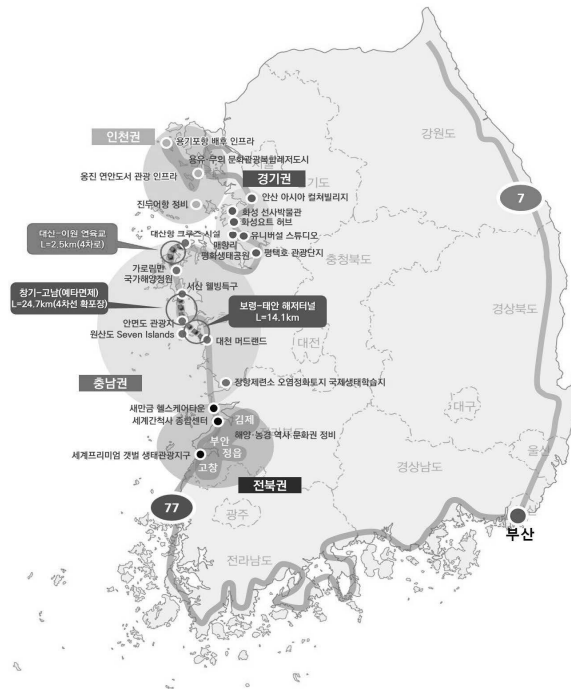 강원도
인천권
용기포항 배후 인프라
용유·무의 문화관광복합레저도시
경기권
기도
옹진 연안도서 관광 인프라
안산 아시아 컬쳐빌리지
7
진두어항 정비
화성 선사박물관
화성요트 허브
대산-이원 연육교
L=2.5km(4차로)
대산항 크루즈 시설
유니버설 스튜디오
매향리
평화생태공원
평택호 관광단지
가로림만
국가해양정원
충청북도
서산 웰빙특구
창기-고남(예타면제)
L=24.7km(4차선 확포장)
보령-태안 해저터널
L=14.1km
경상북도
안면도 관광지
원산도 Seven Islands
대천 머드랜드
대전
충남권
장항제련소 오염정화토지 국제생태학습지
대구
새만금 헬스케어타운
김제
세계간척사 종합센터
해양·농경 역사 문화권 정비
부안
울산
세계프리미엄 갯벌 생태관광지구
정읍
경상남도
고창
전북권
77
광주
부산
전라남도